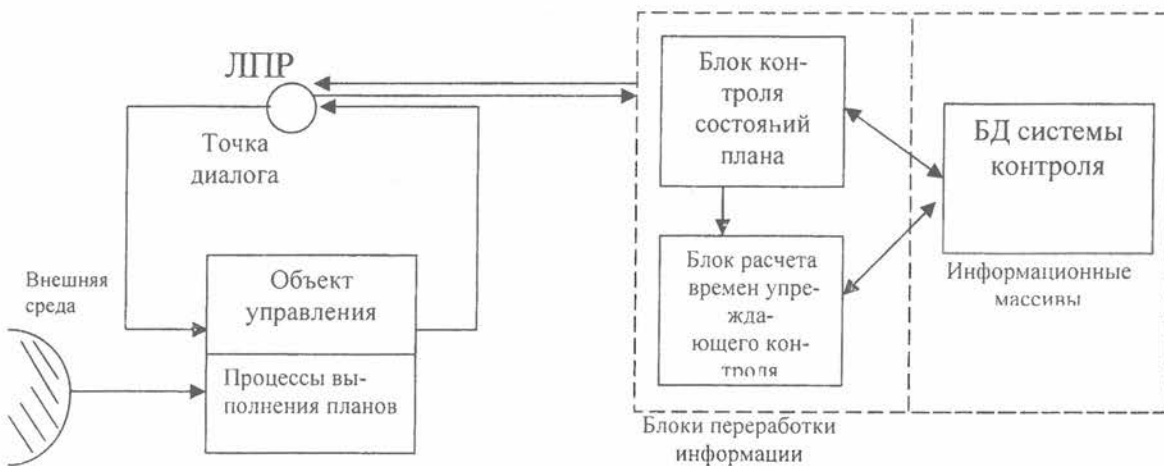 ЛПР
Точка
диалога
Внешняя
среда
Объект
управления
Процессы вы-
полнения планов
Блок кон-
троля
состояний
плана
Блок расчета
времен упре-
жда-
ющего кон-
троля
Блоки переработки
информации
БД системы
контроля
Информационные
массивы